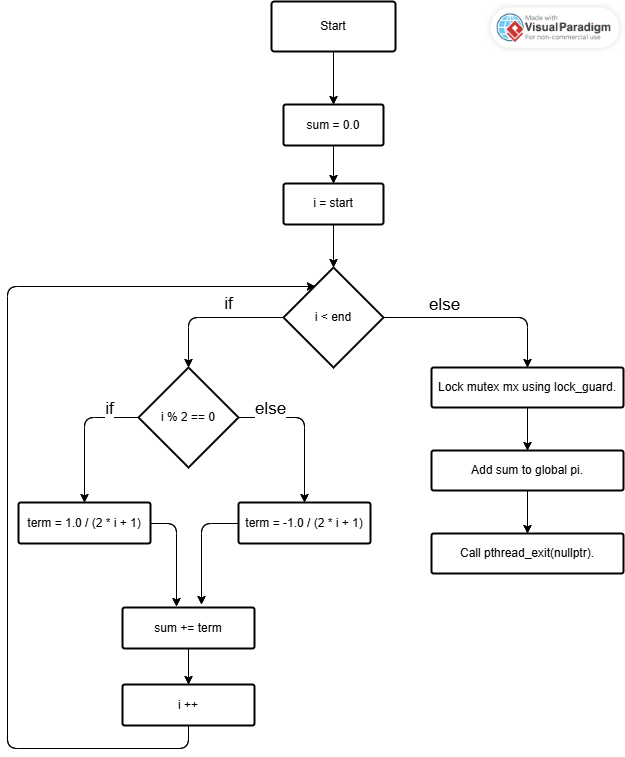 Start
Made with
VisualParadigm
For non-commercial use
sum = 0.0
i = start
i < end
if
else
i % 2 == 0
Lock mutex mx using lock_guard.
if
else
Add sum to global pi.
term = 1.0 / (2 * i + 1)
term = -1.0 / (2 * i + 1)
Call pthread_exit(nullptr).
sum += term
i ++